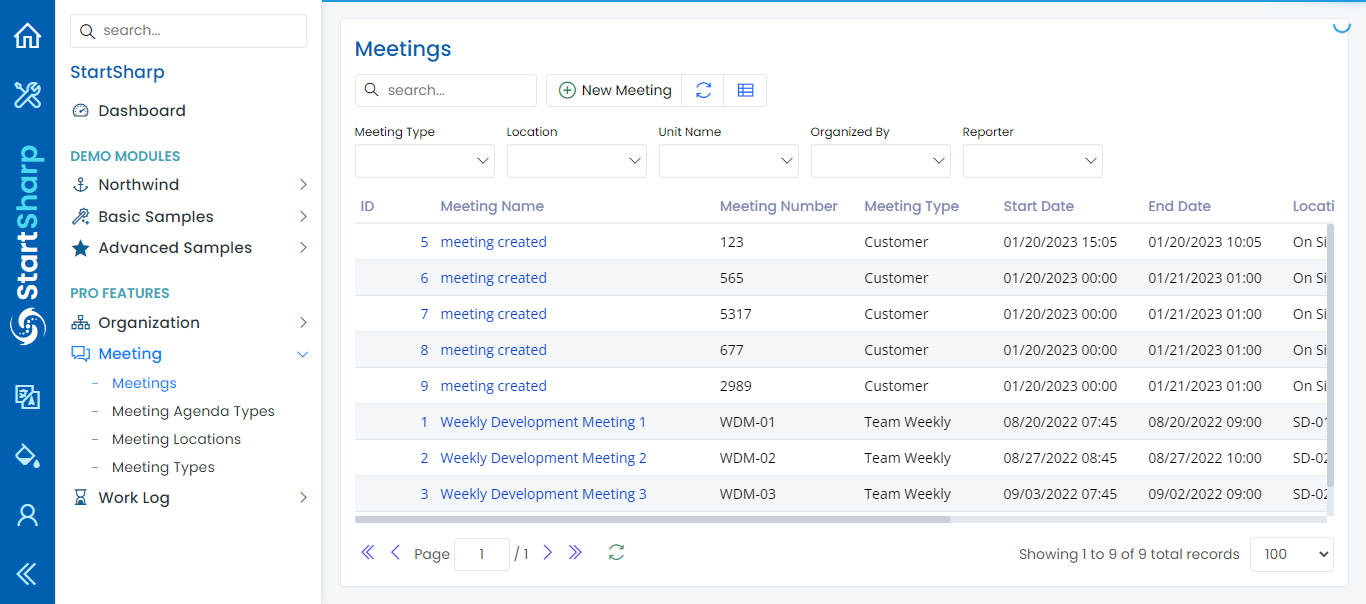 search...
StartSharp
Dashboard
DEMO MODULES
Northwind
Basic Samples
Advanced Samples
PRO FEATURES
Organization
Meeting
Meetings
Meeting Agenda Types
Meeting Locations
Meeting Types
Work Log
StartSharp
Meetings
search...
New Meeting
Meeting Type Location Unit Name Organized By Reporter
ID Meeting Name Meeting Number Meeting Type Start Date End Date Locati
5 meeting created 123 Customer 01/20/2023 15:05 01/20/2023 10:05 On Si
6 meeting created 565 Customer 01/20/2023 00:00 01/21/2023 01:00 On Si
7 meeting created 5317 Customer 01/20/2023 00:00 01/21/2023 01:00 On Si
8 meeting created 677 Customer 01/20/2023 00:00 01/21/2023 01:00 On Si
9 meeting created 2989 Customer 01/20/2023 00:00 01/21/2023 01:00 On Si
1 Weekly Development Meeting 1 WDM-01 Team Weekly 08/20/2022 07:45 08/20/2022 09:00 SD-01
2 Weekly Development Meeting 2 WDM-02 Team Weekly 08/27/2022 08:45 08/27/2022 10:00 SD-02
3 Weekly Development Meeting 3 WDM-03 Team Weekly 09/03/2022 07:45 09/02/2022 09:00 SD-02
Page 1 / 1 Showing 1 to 9 of 9 total records 100